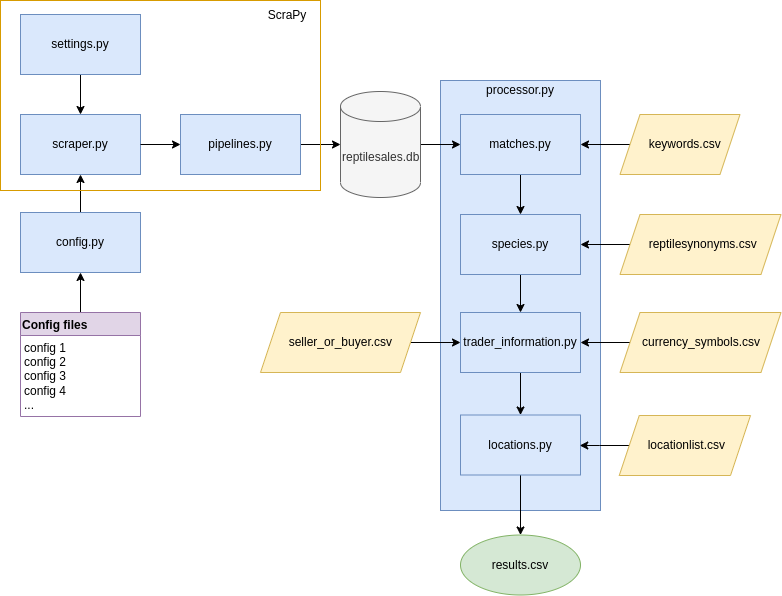 ScraPy
settings.py
scraper.py
pipelines.py
config.py
Config files
config 1
config 2
config 3
config 4
...
reptilesales.db
processor.py
matches.py
keywords.csv
species.py
reptilesynonyms.csv
seller_or_buyer.csv
trader_information.py
currency_symbols.csv
locations.py
locationlist.csv
results.csv